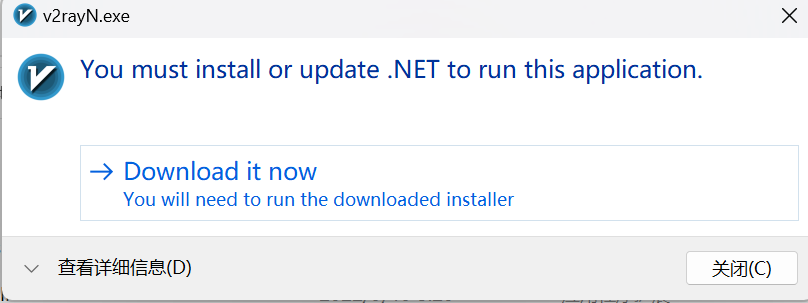 v2rayN.exe
You must install or update .NET to run this application.
Download it now
You will need to run the downloaded installer
查看详细信息(D)
关闭(C)